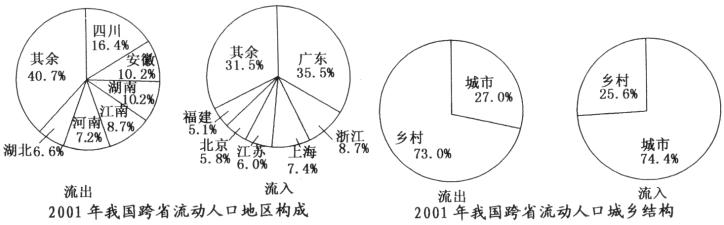 四川
16.4%
安徽
10.2%
湖南
10.2%
江南
8.7%
河南
7.2%
湖北6.6%
其余
40.7%
流出
广东
35.5%
浙江
8.7%
上海
7.4%
江苏
6.0%
北京
5.8%
福建
5.1%
其余
31.5%
流入
2001年我国跨省流动人口地区构成
城市
27.0%
乡村
73.0%
流出
乡村
25.6%
城市
74.4%
流入
2001年我国跨省流动人口城乡结构